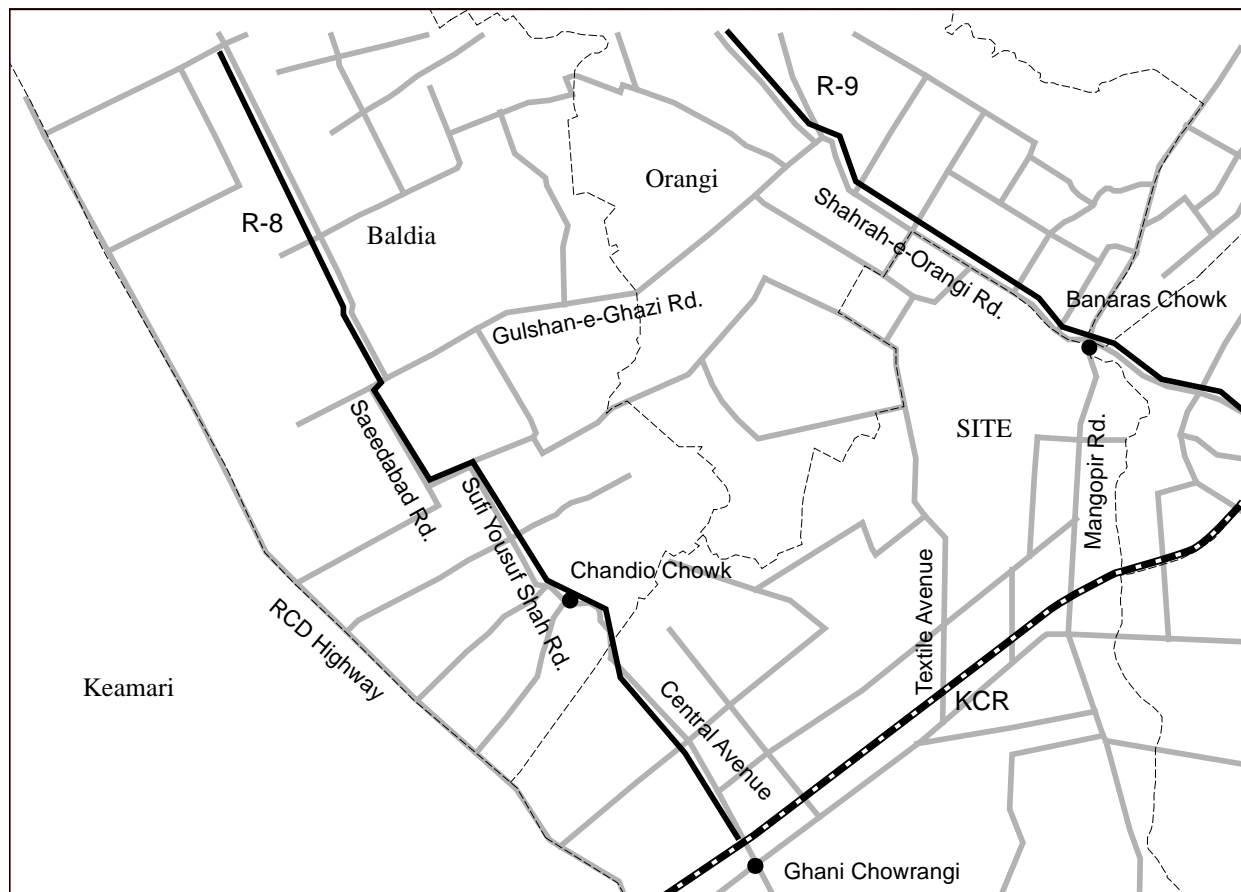 R-9
Orangi
Shahrah-e-Orangi Rd.
R-8
Baldia
Gulshan-e-Ghazi Rd.
Banaras Chowk
Saeedabad Rd.
SITE
Mangopir Rd.
Sufi Yousuf Shah Rd.
Chandio Chowk
Textile Avenue
RCD Highway
Keamari
Central Avenue
KCR
Ghani Chowrangi